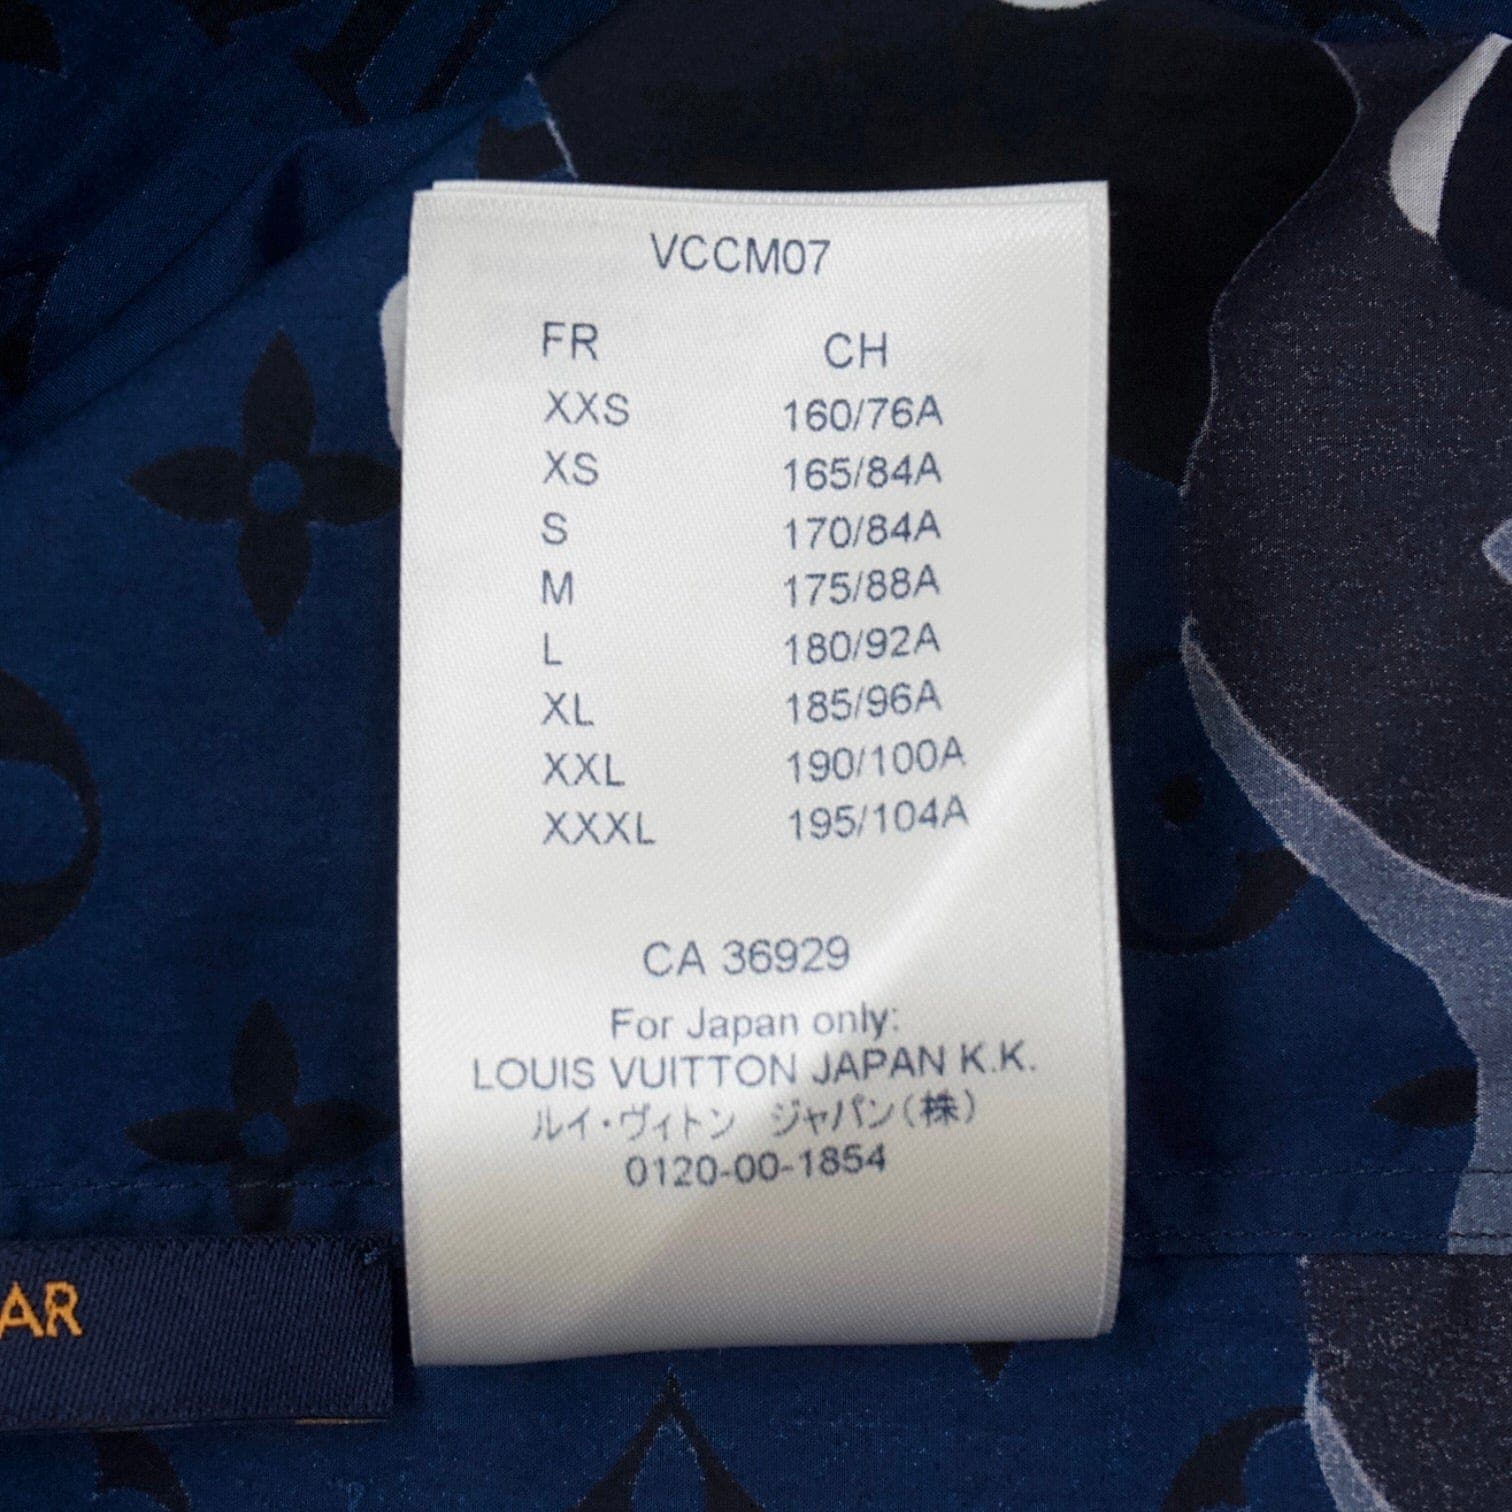 VCCM07
FR CH
XXS 160/76A
XS 165/84A
S 170/84A
M 175/88A
L 180/92A
XL 185/96A
XXL 190/100A
XXXL 195/104A
CA 36929
For Japan only:
LOUIS VUITTON JAPAN K.K.
ルイ・ヴィトン ジャパン(株)
0120-00-1854
AR